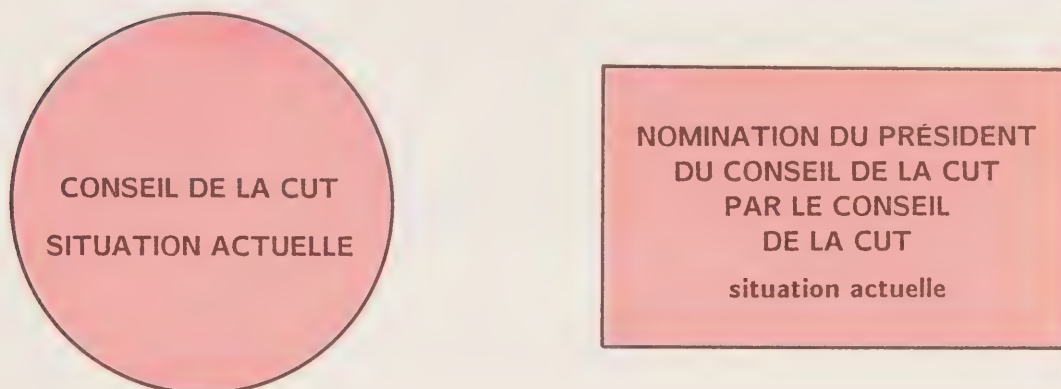 CONSEIL DE LA CUT
SITUATION ACTUELLE
NOMINATION DU PRÉSIDENT
DU CONSEIL DE LA CUT
PAR LE CONSEIL
DE LA CUT
situation actuelle